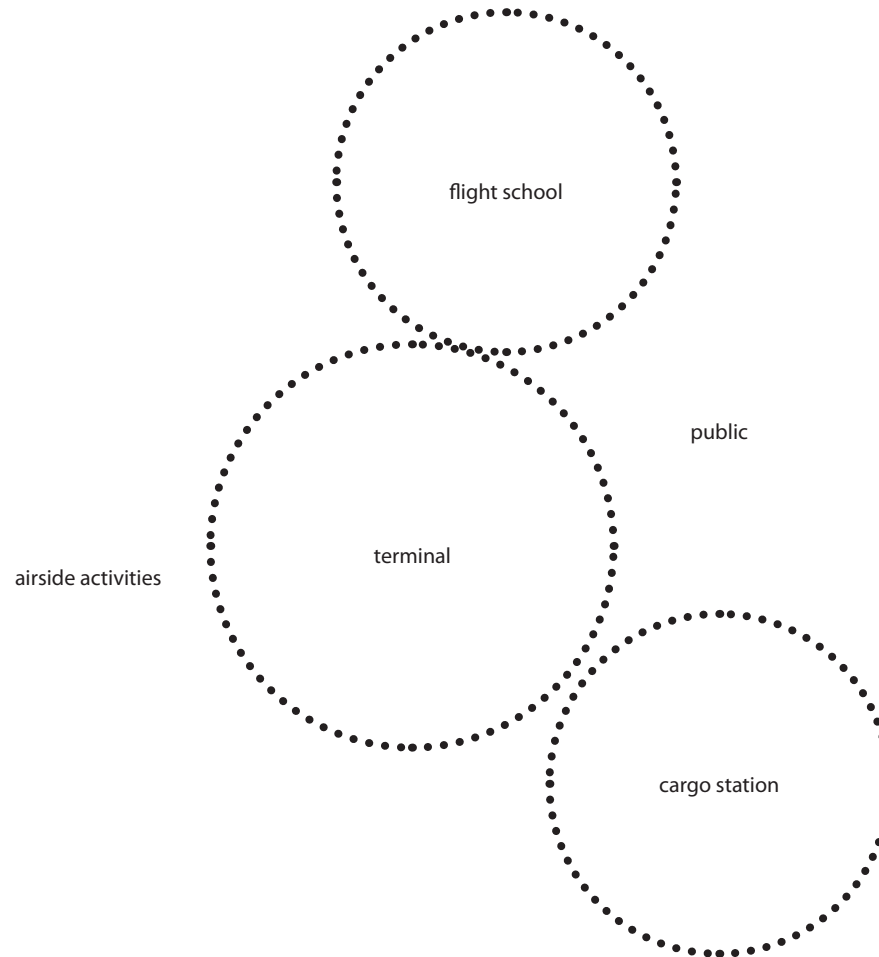 flight school
public
terminal
airside activities
cargo station